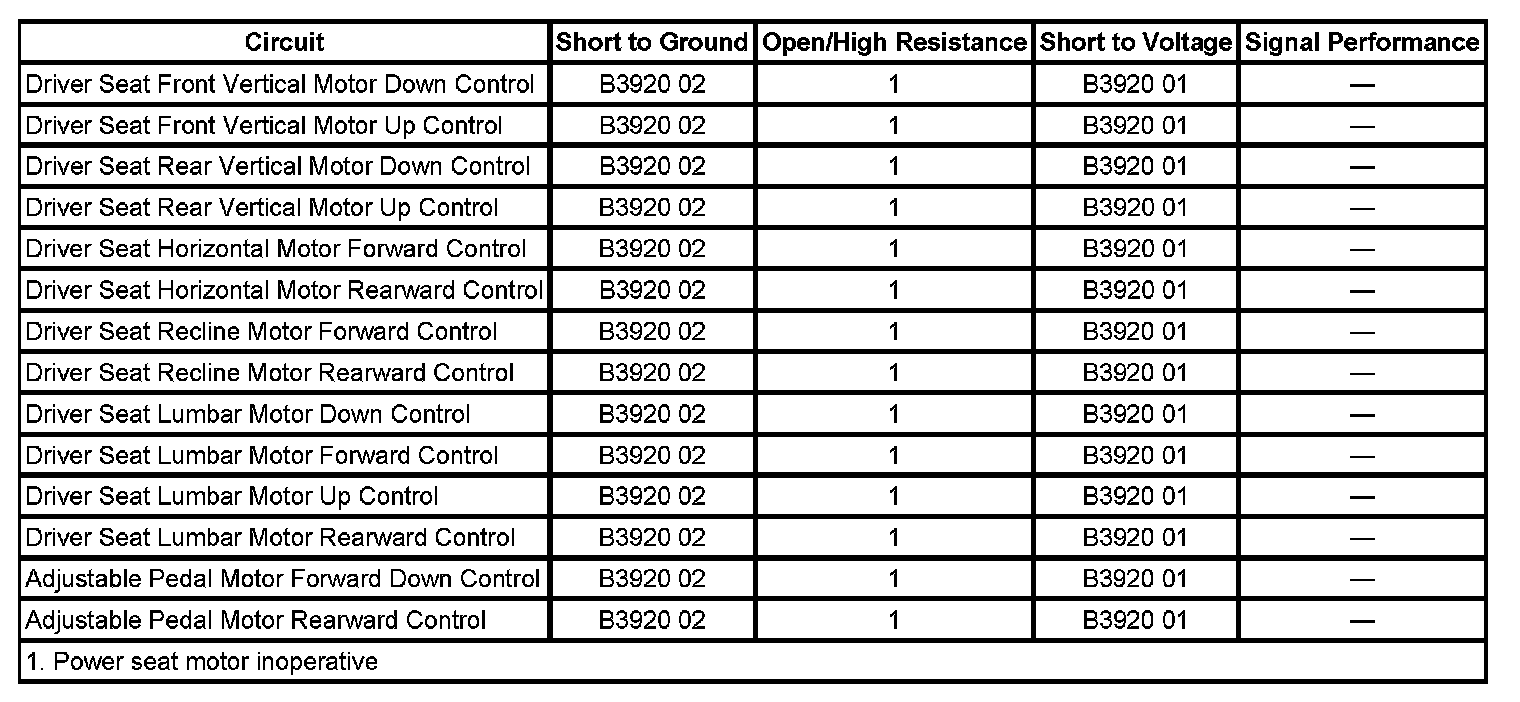 Circuit Short to Ground Open/High Resistance Short to Voltage Signal Performance
Driver Seat Front Vertical Motor Down Control B3920 02 1 B3920 01 —
Driver Seat Front Vertical Motor Up Control B3920 02 1 B3920 01 —
Driver Seat Rear Vertical Motor Down Control B3920 02 1 B3920 01 —
Driver Seat Rear Vertical Motor Up Control B3920 02 1 B3920 01 —
Driver Seat Horizontal Motor Forward Control B3920 02 1 B3920 01 —
Driver Seat Horizontal Motor Rearward Control B3920 02 1 B3920 01 —
Driver Seat Recline Motor Forward Control B3920 02 1 B3920 01 —
Driver Seat Recline Motor Rearward Control B3920 02 1 B3920 01 —
Driver Seat Lumbar Motor Down Control B3920 02 1 B3920 01 —
Driver Seat Lumbar Motor Forward Control B3920 02 1 B3920 01 —
Driver Seat Lumbar Motor Up Control B3920 02 1 B3920 01 —
Driver Seat Lumbar Motor Rearward Control B3920 02 1 B3920 01 —
Adjustable Pedal Motor Forward Down Control B3920 02 1 B3920 01 —
Adjustable Pedal Motor Rearward Control B3920 02 1 B3920 01 —
1. Power seat motor inoperative